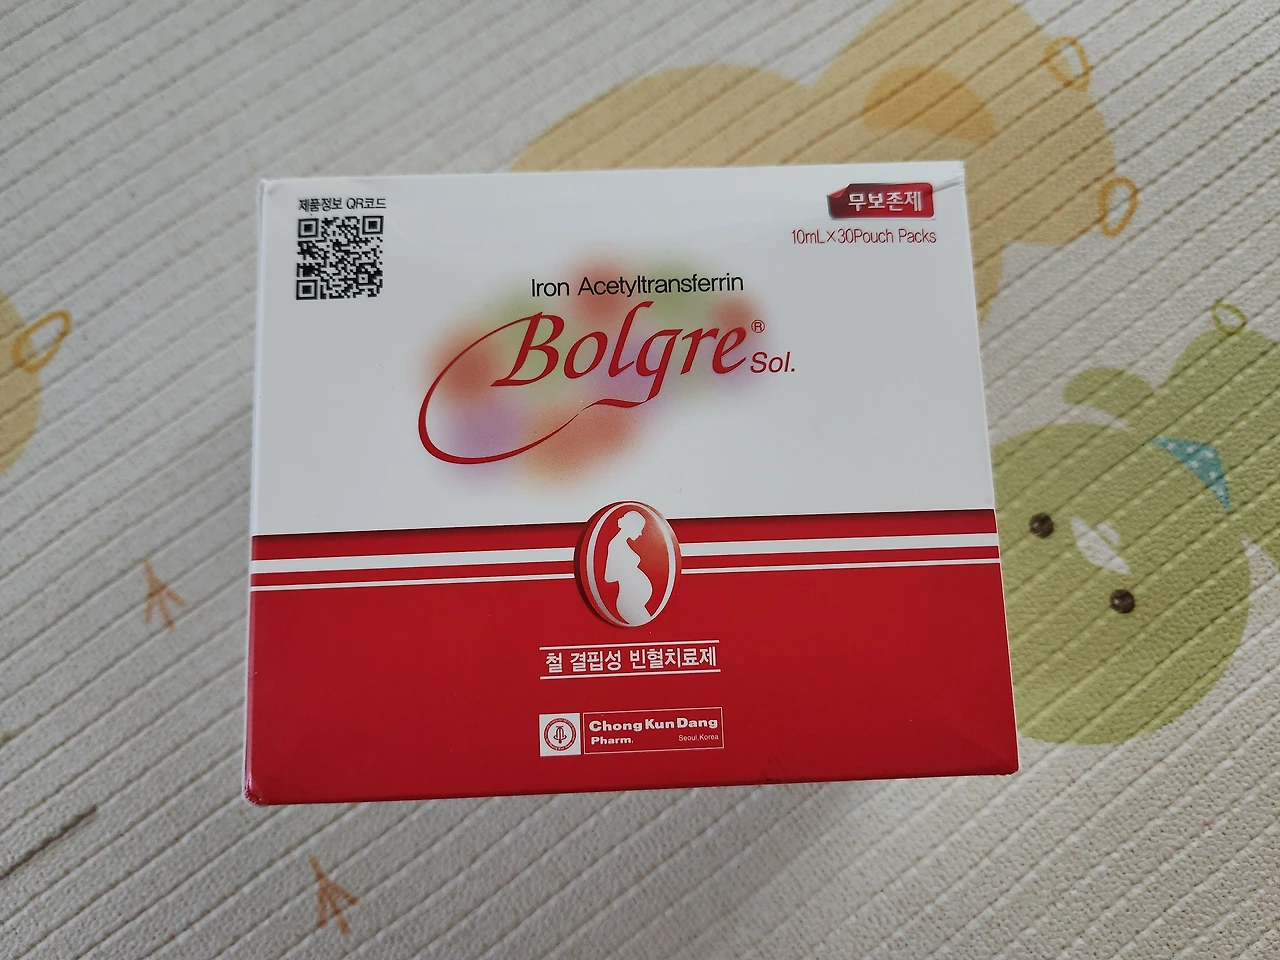 제품정보 QR코드
무보존제
10mL×30Pouch Packs
Iron Acetyltransferrin
Bolgre® Sol.
철 결핍성 빈혈치료제
Chong Kun Dang
Pharm. Seoul,Korea